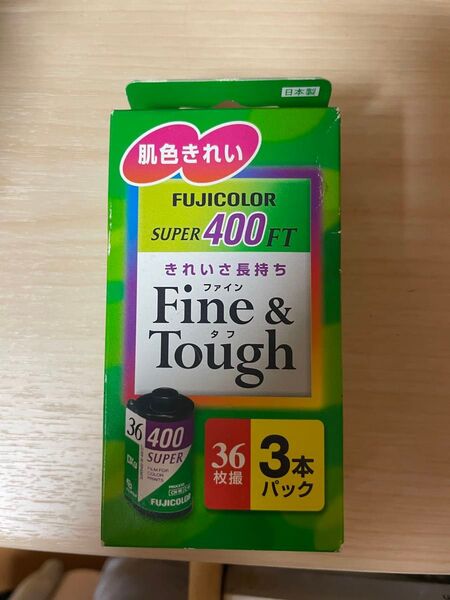 日本製
肌色きれい
FUJICOLOR
SUPER 400 FT
きれいさ長持ち
ファイン
Fine &
タフ
Tough
36
400
SUPER
FILM FOR
COLOR
PRINTS
PROCESS
FUJICOLOR
36
枚撮
3本
パック